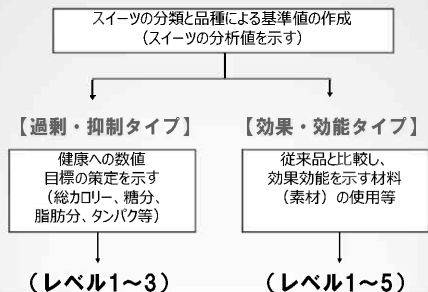 スイーツの分類と品種による基準値の作成
（スイーツの分析値を示す）
【過剰・抑制タイプ】
健康への数値
目標の策定を示す
（総カロリー、糖分、
脂肪分、タンパク等）
（レベル1～3）
【効果・効能タイプ】
従来品と比較し、
効果効能を示す材料
（素材）の使用等
（レベル1～5）